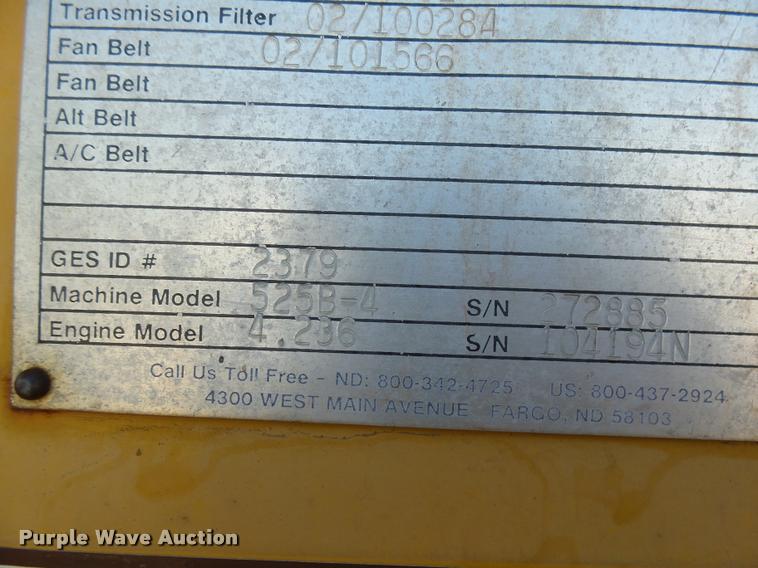 Transmission Filter 02/100284
Fan Belt 02/101566
Fan Belt
Alt Belt
A/C Belt
GES ID # 2379
Machine Model 525B-4 S/N 272885
Engine Model 4.236 S/N 104194N
Call Us Toll Free - ND: 800-342-4725 US: 800-437-2924
4300 WEST MAIN AVENUE FARGO, ND 58103
Purple Wave Auction